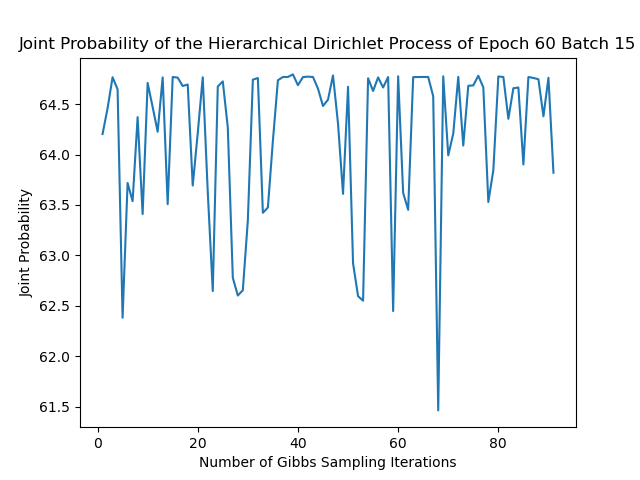 Joint Probability of the Hierarchical Dirichlet Process of Epoch 60 Batch 15
64.5
64.0
63.5
63.0
62.5
62.0
61.5
Joint Probability
0 20 40 60 80
Number of Gibbs Sampling Iterations